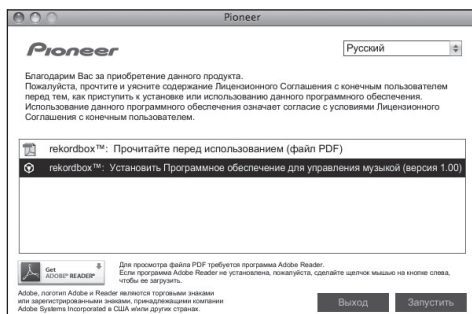 Pioneer
Pioneer
Русский
Благодарим Вас за приобретение данного продукта.
Пожалуйста, прочтите и уясните содержание Лицензионного Соглашения с конечным пользователем
перед тем, как приступить к установке или использованию данного программного обеспечения.
Использование данного программного обеспечения означает согласие с условиями Лицензионного
Соглашения с конечным пользователем.
rekordbox™: Прочитайте перед использованием (файл PDF)
rekordbox™: Установить Программное обеспечение для управления музыкой (версия 1.00)
Get
ADOBE® READER®
Для просмотра файла PDF требуется программа Adobe Reader.
Если программа Adobe Reader не установлена, пожалуйста, сделайте щелчок мышью на кнопке слева,
чтобы ее загрузить.
Adobe, логотип Adobe и Reader являются торговыми знаками
или зарегистрированными знаками, принадлежащими компании
Adobe Systems Incorporated в США и/или других странах.
Выход
Запустить